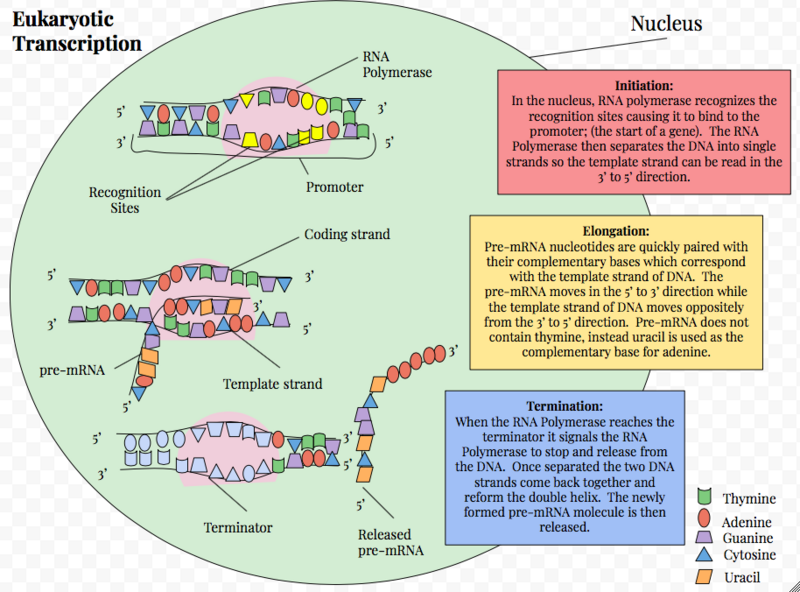 Eukaryotic
Transcription
Nucleus
RNA
Polymerase
5'
3'
3'
5'
Recognition
Sites
Promoter
Initiation:
In the nucleus, RNA polymerase recognizes the
recognition sites causing it to bind to the
promoter; (the start of a gene). The RNA
Polymerase then separates the DNA into single
strands so the template strand can be read in the
3' to 5' direction.
Coding strand
5'
3'
3'
3'
5'
pre-mRNA
5'
Template strand
Elongation:
Pre-mRNA nucleotides are quickly paired with
their complementary bases which correspond
with the template strand of DNA. The
pre-mRNA moves in the 5' to 3' direction while
the template strand of DNA moves oppositely
from the 3' to 5' direction. Pre-mRNA does not
contain thymine, instead uracil is used as the
complementary base for adenine.
3'
5'
3'
3'
5'
Terminator
5'
Released
pre-mRNA
Termination:
When the RNA Polymerase reaches the
terminator it signals the RNA
Polymerase to stop and release from
the DNA. Once separated the two DNA
strands come back together and
reform the double helix. The newly
formed pre-mRNA molecule is then
released.
Thymine
Adenine
Guanine
Cytosine
Uracil